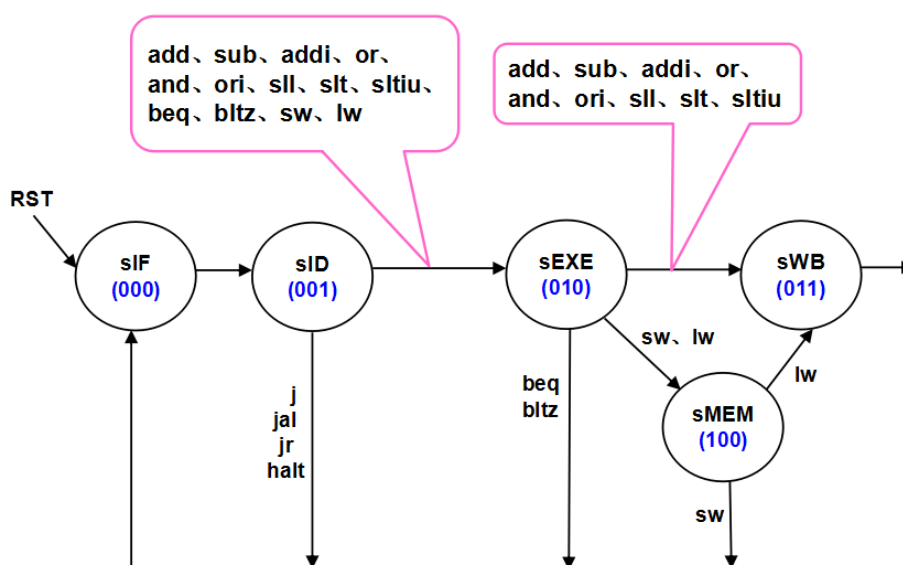 add、sub、addi、or、
and、ori、sll、slt、sltiu、
beq、bltz、sw、lw
add、sub、addi、or、
and、ori、sll、slt、sltiu
RST
sIF
(000)
sID
(001)
sEXE
(010)
sWB
(011)
sw、lw
lw
j
jal
jr
halt
beq
bltz
sMEM
(100)
sw